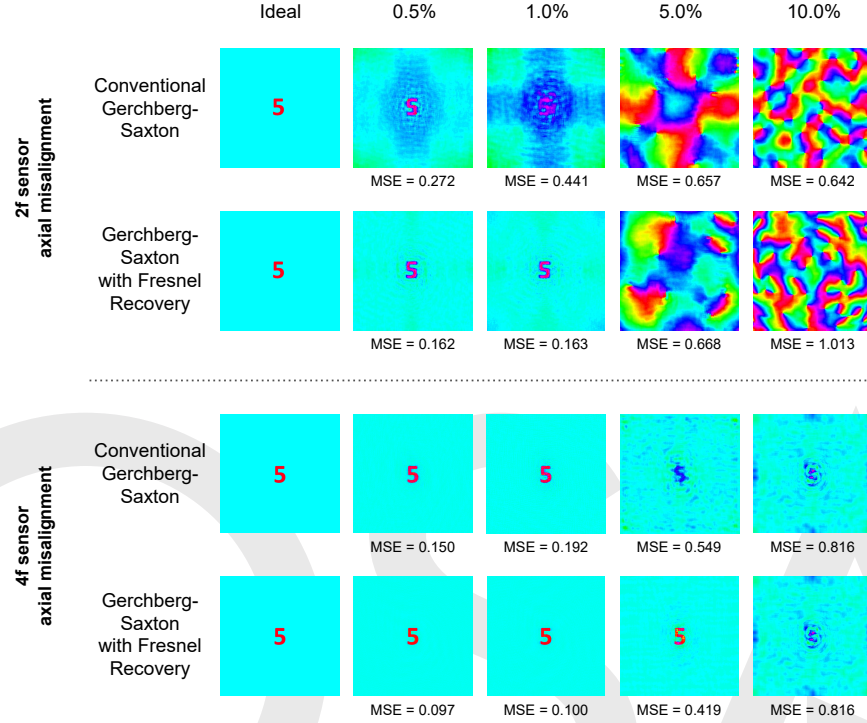 Ideal 0.5% 1.0% 5.0% 10.0%
2f sensor
axial misalignment
Conventional
Gerchberg-
Saxton
5 5 5
MSE = 0.272 MSE = 0.441 MSE = 0.657 MSE = 0.642
Gerchberg-
Saxton
with Fresnel
Recovery
5 5 5
MSE = 0.162 MSE = 0.163 MSE = 0.668 MSE = 1.013
4f sensor
axial misalignment
Conventional
Gerchberg-
Saxton
5 5 5 5
MSE = 0.150 MSE = 0.192 MSE = 0.549 MSE = 0.816
Gerchberg-
Saxton
with Fresnel
Recovery
5 5 5 5
MSE = 0.097 MSE = 0.100 MSE = 0.419 MSE = 0.816